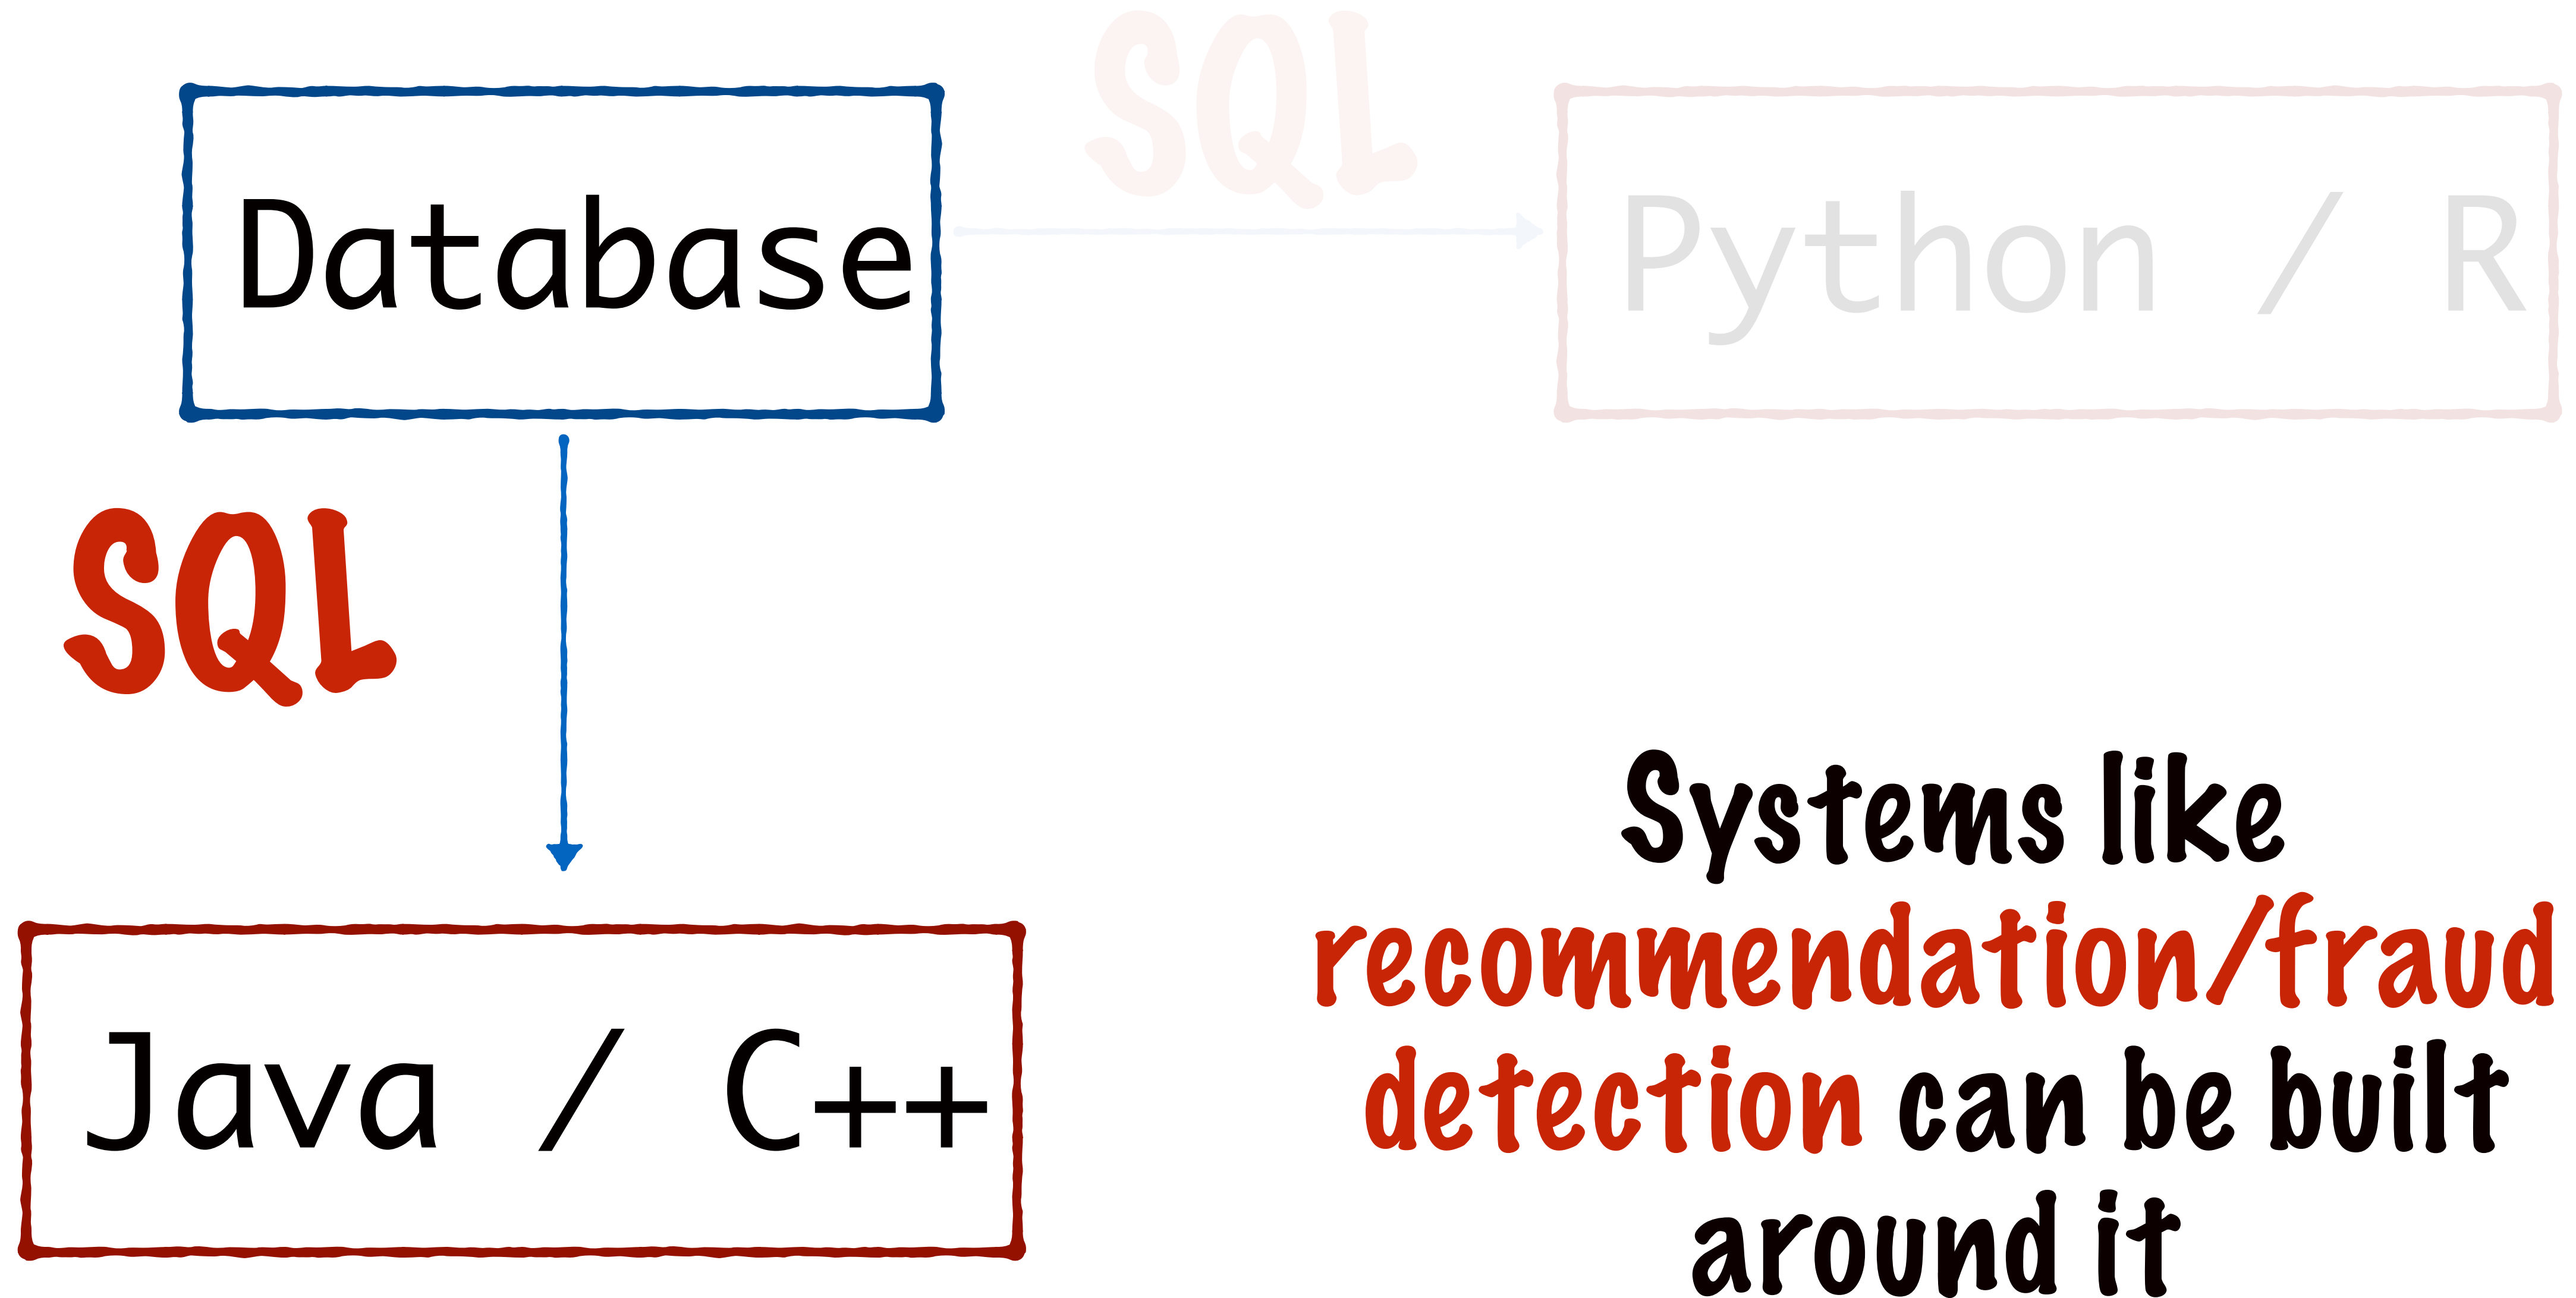 SQL
Database
Python / R
SQL
Systems like
recommendation/fraud
detection can be built
around it
Java / C++